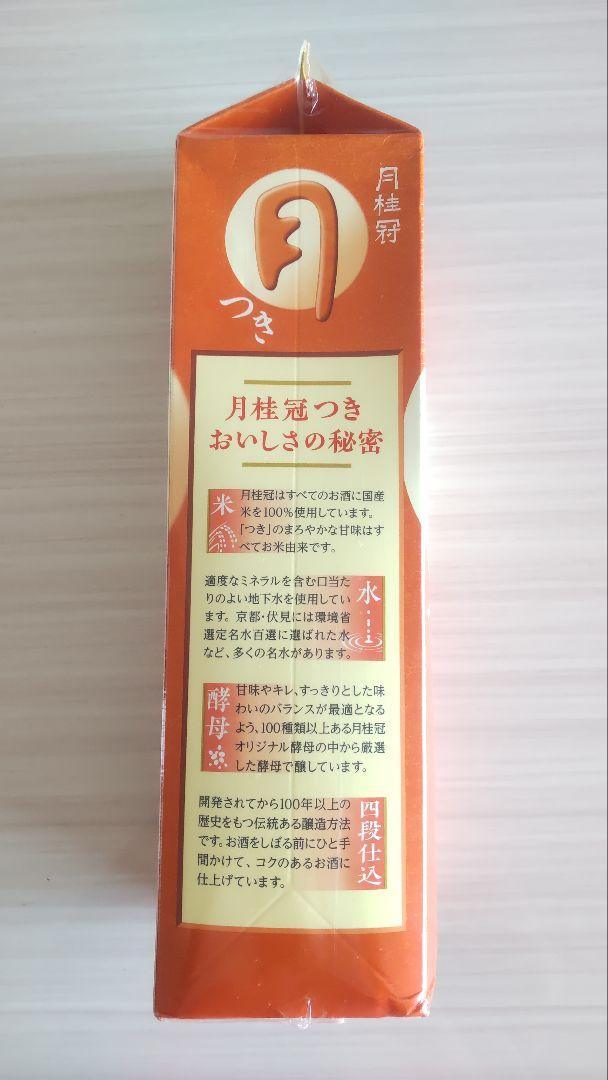 月桂冠
月
つき
月桂冠つき
おいしさの秘密
米
月桂冠はすべてのお酒に国産
米を100%使用しています。
「つき」のまろやかな甘味はす
べてお米由来です。
水
適度なミネラルを含む口当た
りのよい地下水を使用してい
ます。京都・伏見には環境省
選定名水百選に選ばれた水
など、多くの名水があります。
酵母
甘味やキレ、すっきりとした味
わいのバランスが最適となる
よう、100種類以上ある月桂冠
オリジナル酵母の中から厳選
した酵母で醸しています。
四段仕込
開発されてから100年以上の
歴史をもつ伝統ある醸造方法
です。お酒をしぼる前にひと手
間かけて、コクのあるお酒に
仕上げています。